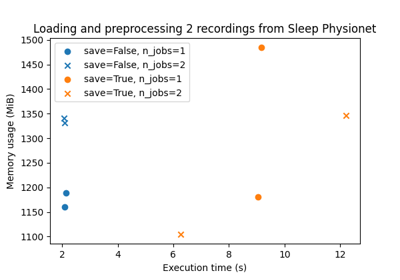 Loading and preprocessing 2 recordings from Sleep Physionet
1500
1450
1400
1350
1300
1250
1200
1150
1100
Memory usage (MiB)
save=False, n_jobs=1
save=False, n_jobs=2
save=True, n_jobs=1
save=True, n_jobs=2
2 4 6 8 10 12
Execution time (s)